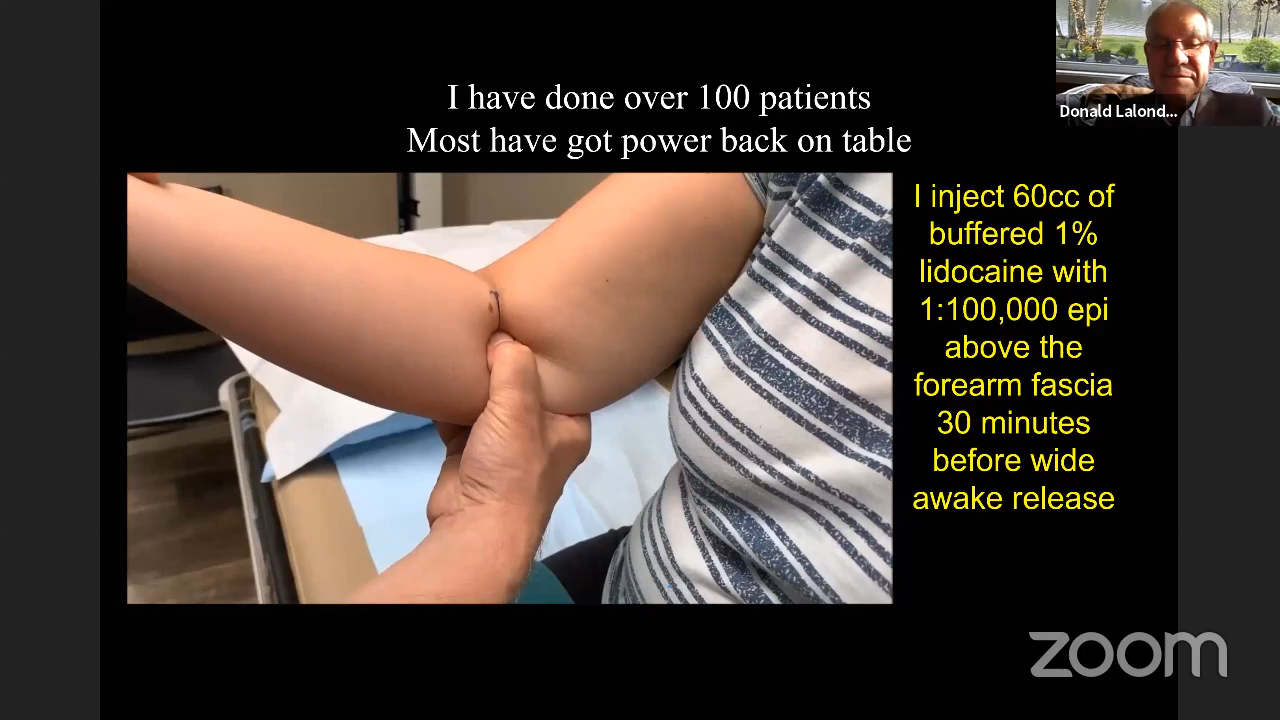 I have done over 100 patients
Most have got power back on table
Donald Lalond...
I inject 60cc of
buffered 1%
lidocaine with
1:100,000 epi
above the
forearm fascia
30 minutes
before wide
awake release
zoom